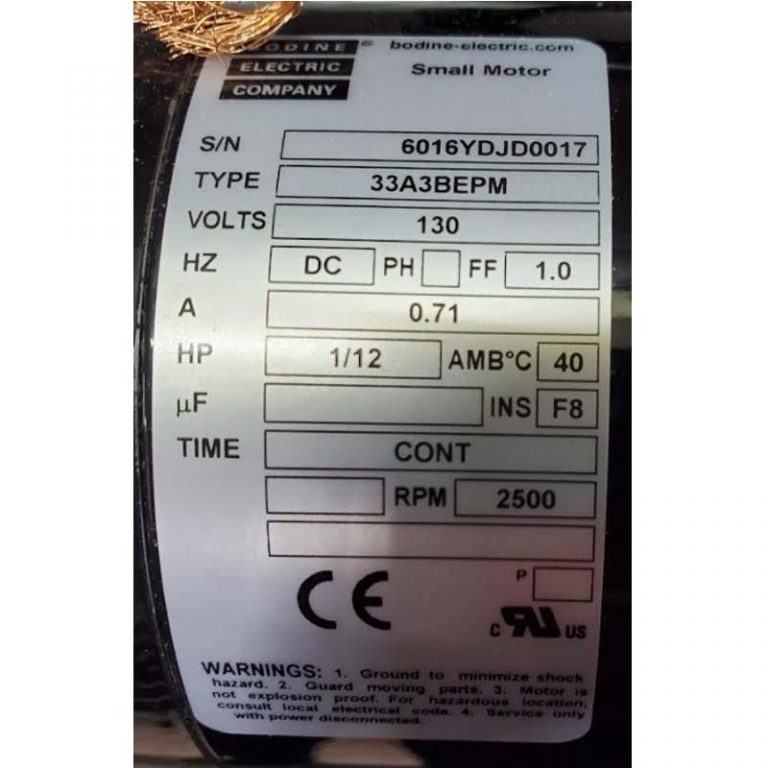 BODINE ® bodine-electric.com
ELECTRIC Small Motor
COMPANY
S/N 6016YDJD0017
TYPE 33A3BEPM
VOLTS 130
HZ DC PH FF 1.0
A 0.71
HP 1/12 AMB°C 40
µF INS F8
TIME CONT
RPM 2500
P
CE
c RU US
WARNINGS: 1. Ground to minimize shock
hazard. 2. Guard moving parts. 3. Motor is
not explosion proof. For hazardous location,
consult local electrical code. 4. Service only
with power disconnected.